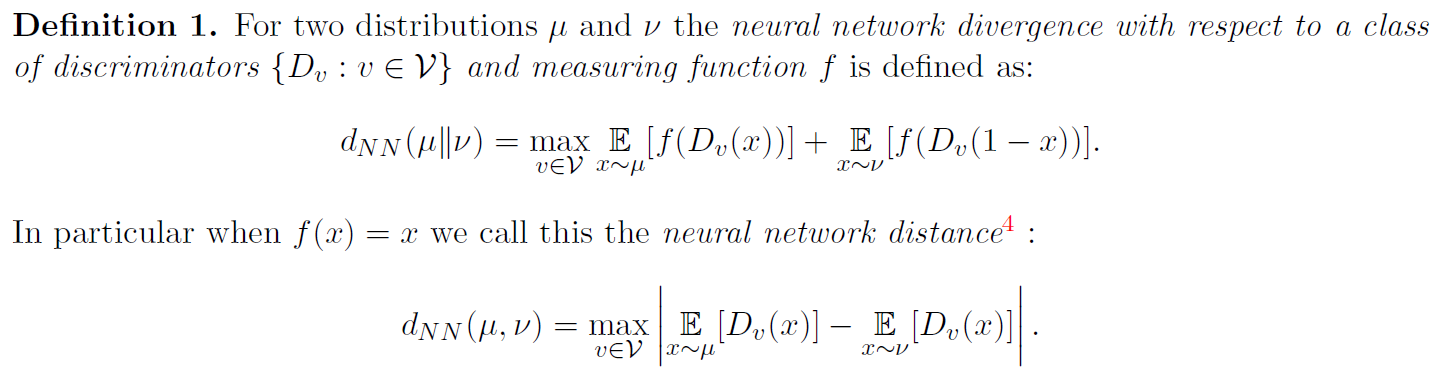 Definition 1. For two distributions μ and ν the neural network divergence with respect to a class
of discriminators {D_v : v ∈ 𝒱} and measuring function f is defined as:
d_{NN}(μ||ν) = max_{v∈𝒱} 𝔼_{x∼μ}[f(D_v(x))] + 𝔼_{x∼ν}[f(D_v(1 − x))].
In particular when f(x) = x we call this the neural network distance⁴ :
d_{NN}(μ, ν) = max_{v∈𝒱} |𝔼_{x∼μ}[D_v(x)] − 𝔼_{x∼ν}[D_v(x)]| .